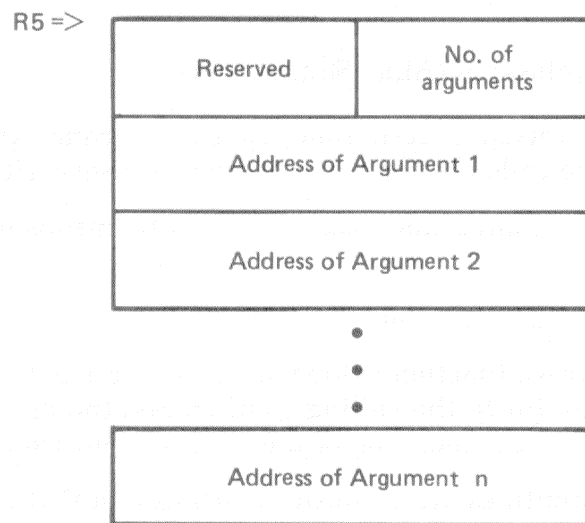 R5 =>
Reserved
No. of
arguments
Address of Argument 1
Address of Argument 2
Address of Argument n